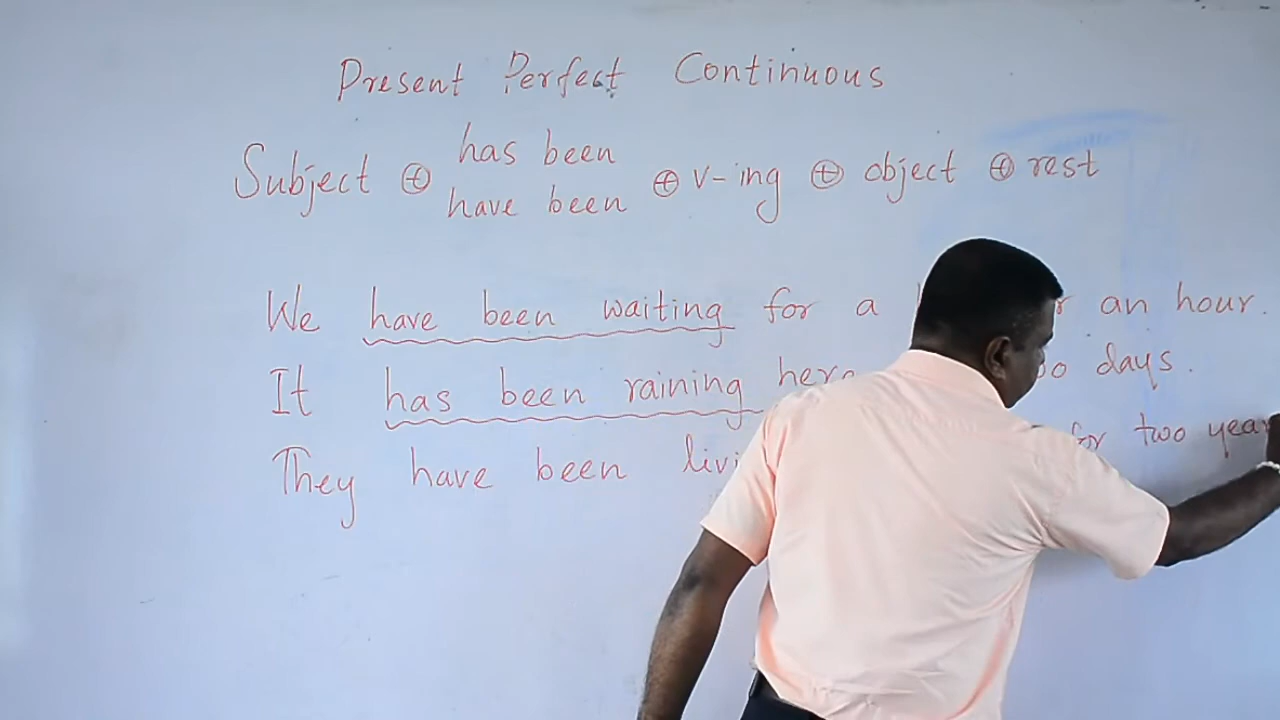 Present Perfect Continuous
has been
Subject ⊕ ⊕ v-ing ⊕ object ⊕ rest
have been
We have been waiting for a an hour.
It has been raining here days.
They have been for two